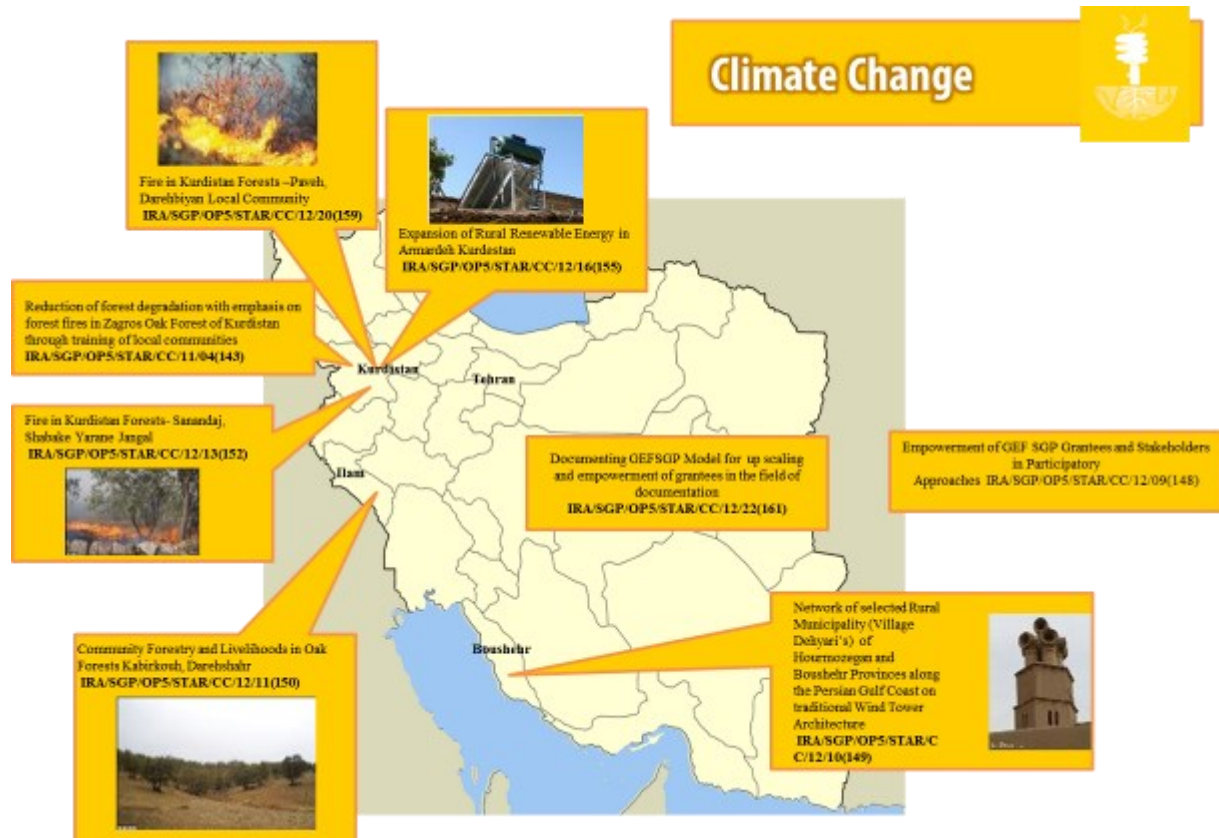 Climate Change
Fire in Kurdistan Forests –Paveh,
Darehbiyan Local Community
IRA/SGP/OP5/STAR/CC/12/20(159)
Expansion of Rural Renewable Energy in
Armardeh Kurdestan
IRA/SGP/OP5/STAR/CC/12/16(155)
Reduction of forest degradation with emphasis on
forest fires in Zagros Oak Forest of Kurdistan
through training of local communities
IRA/SGP/OP5/STAR/CC/11/04(143)
Kurdistan
Tehran
Fire in Kurdistan Forests- Sanandaj,
Shabake Yarane Jangal
IRA/SGP/OP5/STAR/CC/12/13(152)
Ilam
Documenting GEFSGP Model for up scaling
and empowerment of grantees in the field of
documentation
IRA/SGP/OP5/STAR/CC/12/22(161)
Empowerment of GEF SGP Grantees and Stakeholders
in Participatory
Approaches IRA/SGP/OP5/STAR/CC/12/09(148)
Community Forestry and Livelihoods in Oak
Forests Kabirkouh, Darehshahr
IRA/SGP/OP5/STAR/CC/12/11(150)
Boushehr
Network of selected Rural
Municipality (Village
Dehyari's) of
Hourmozegan and
Boushehr Provinces along
the Persian Gulf Coast on
traditional Wind Tower
Architecture
IRA/SGP/OP5/STAR/C
C/12/10(149)